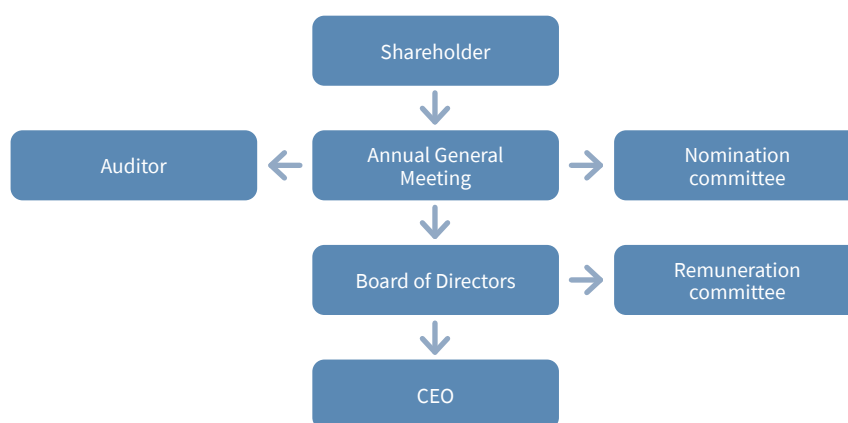 Shareholder
Auditor
Annual General
Meeting
Nomination
committee
Board of Directors
Remuneration
committee
CEO